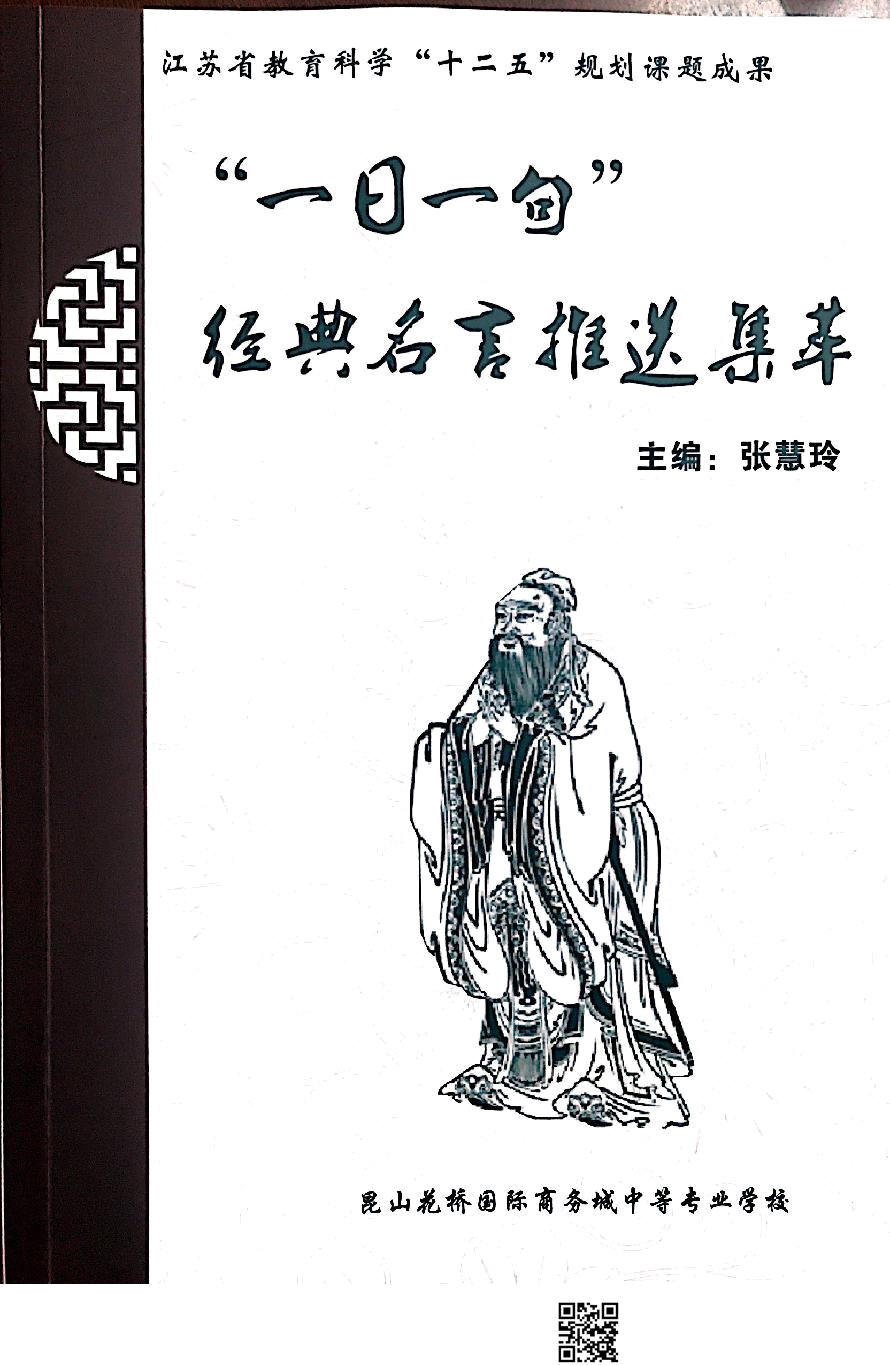 江苏省教育科学“十二五”规划课题成果
“一日一句”
经典名言推送集萃
主编：张慧玲
昆山花桥国际商务城中等专业学校